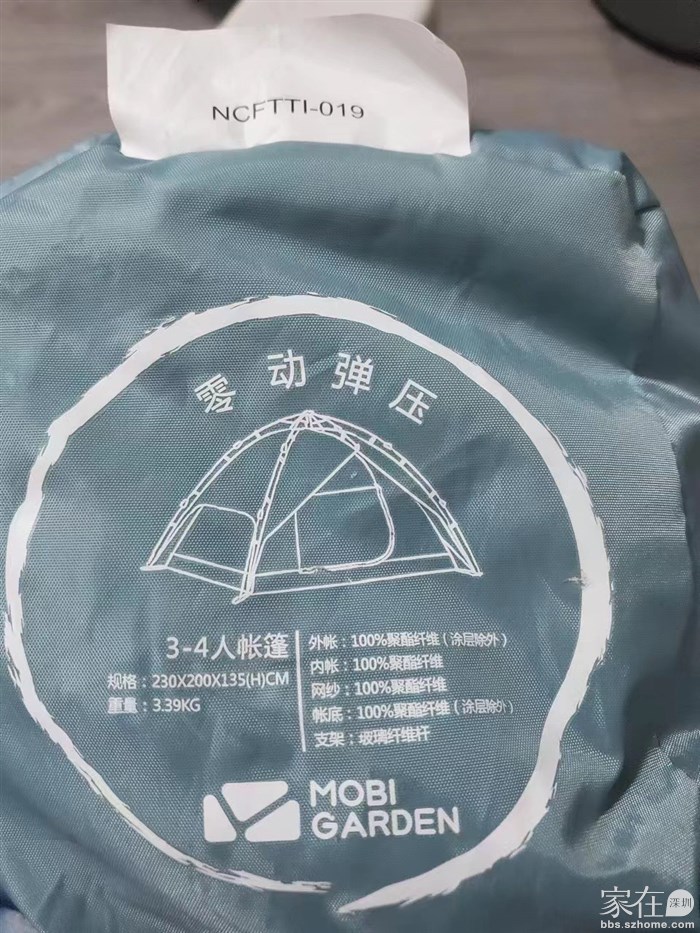 NCFTTI-019
零动弹压
3-4人帐篷
规格：230X200X135(H)CM
重量：3.39KG
外帐：100%聚酯纤维（涂层除外）
内帐：100%聚酯纤维
网纱：100%聚酯纤维
帐底：100%聚酯纤维（涂层除外）
支架：玻璃纤维杆
MOBI
GARDEN
家在深圳
bbs.szhome.com